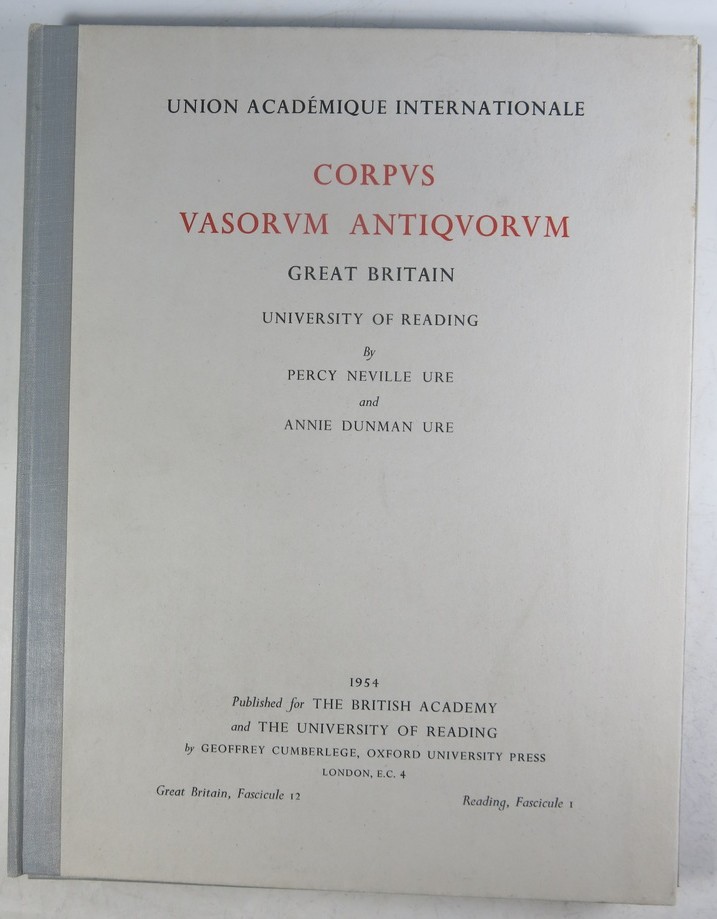 UNION ACADÉMIQUE INTERNATIONALE
CORPVS
VASORVM ANTIQVORVM
GREAT BRITAIN
UNIVERSITY OF READING
By
PERCY NEVILLE URE
and
ANNIE DUNMAN URE
1954
Published for THE BRITISH ACADEMY
and THE UNIVERSITY OF READING
by GEOFFREY CUMBERLEGE, OXFORD UNIVERSITY PRESS
LONDON, E.C. 4
Great Britain, Fascicule 12
Reading, Fascicule 1